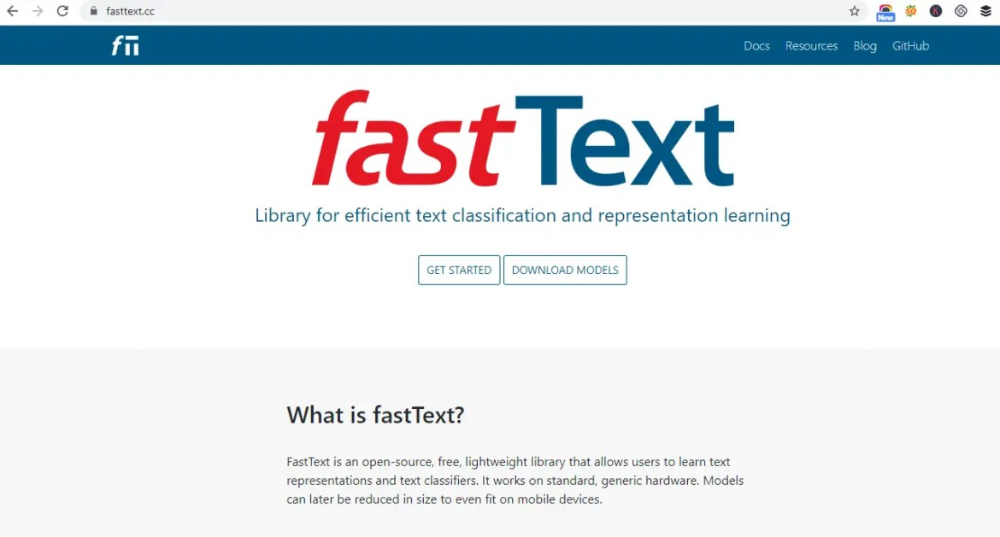 fasttext.cc
New
Docs Resources Blog GitHub
fastText
Library for efficient text classification and representation learning
GET STARTED DOWNLOAD MODELS
What is fastText?
FastText is an open-source, free, lightweight library that allows users to learn text
representations and text classifiers. It works on standard, generic hardware. Models
can later be reduced in size to even fit on mobile devices.